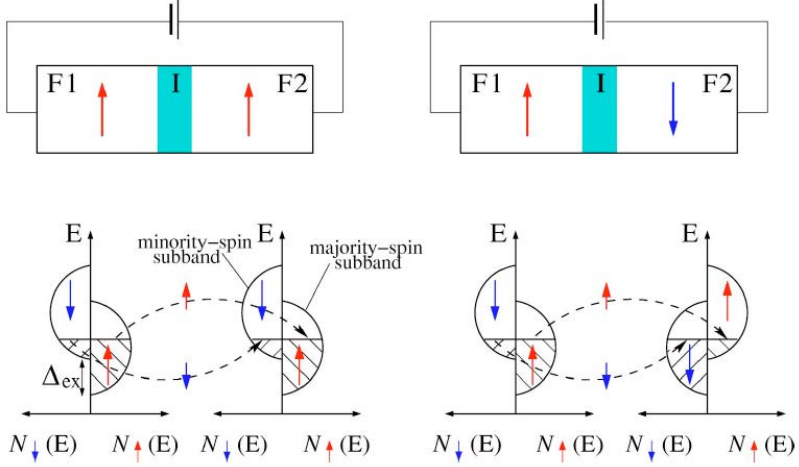 F1 I F2
F1 I F2
E
minority–spin
subband
E
majority–spin
subband
E
E
Δex
N↓(E) N↑(E) N↓(E) N↑(E)
N↓(E) N↑(E) N↓(E) N↑(E)